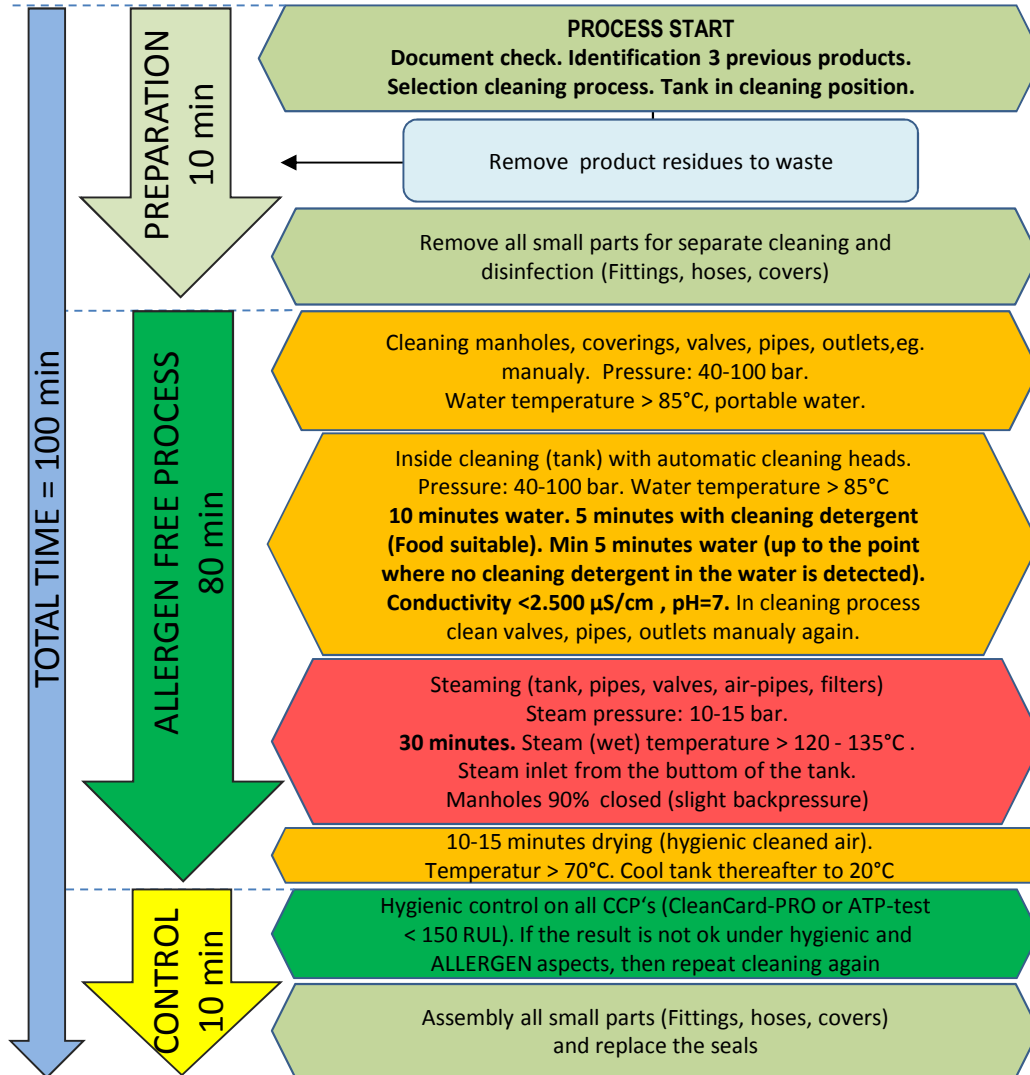 TOTAL TIME = 100 min
PREPARATION
10 min
PROCESS START
Document check. Identification 3 previous products.
Selection cleaning process. Tank in cleaning position.
Remove product residues to waste
Remove all small parts for separate cleaning and
disinfection (Fittings, hoses, covers)
ALLERGEN FREE PROCESS
80 min
Cleaning manholes, coverings, valves, pipes, outlets,eg.
manualy. Pressure: 40-100 bar.
Water temperature > 85°C, portable water.
Inside cleaning (tank) with automatic cleaning heads.
Pressure: 40-100 bar. Water temperature > 85°C
10 minutes water. 5 minutes with cleaning detergent
(Food suitable). Min 5 minutes water (up to the point
where no cleaning detergent in the water is detected).
Conductivity <2.500 µS/cm , pH=7. In cleaning process
clean valves, pipes, outlets manualy again.
Steaming (tank, pipes, valves, air-pipes, filters)
Steam pressure: 10-15 bar.
30 minutes. Steam (wet) temperature > 120 - 135°C .
Steam inlet from the buttom of the tank.
Manholes 90% closed (slight backpressure)
10-15 minutes drying (hygienic cleaned air).
Temperatur > 70°C. Cool tank thereafter to 20°C
CONTROL
10 min
Hygienic control on all CCP‘s (CleanCard-PRO or ATP-test
< 150 RUL). If the result is not ok under hygienic and
ALLERGEN aspects, then repeat cleaning again
Assembly all small parts (Fittings, hoses, covers)
and replace the seals